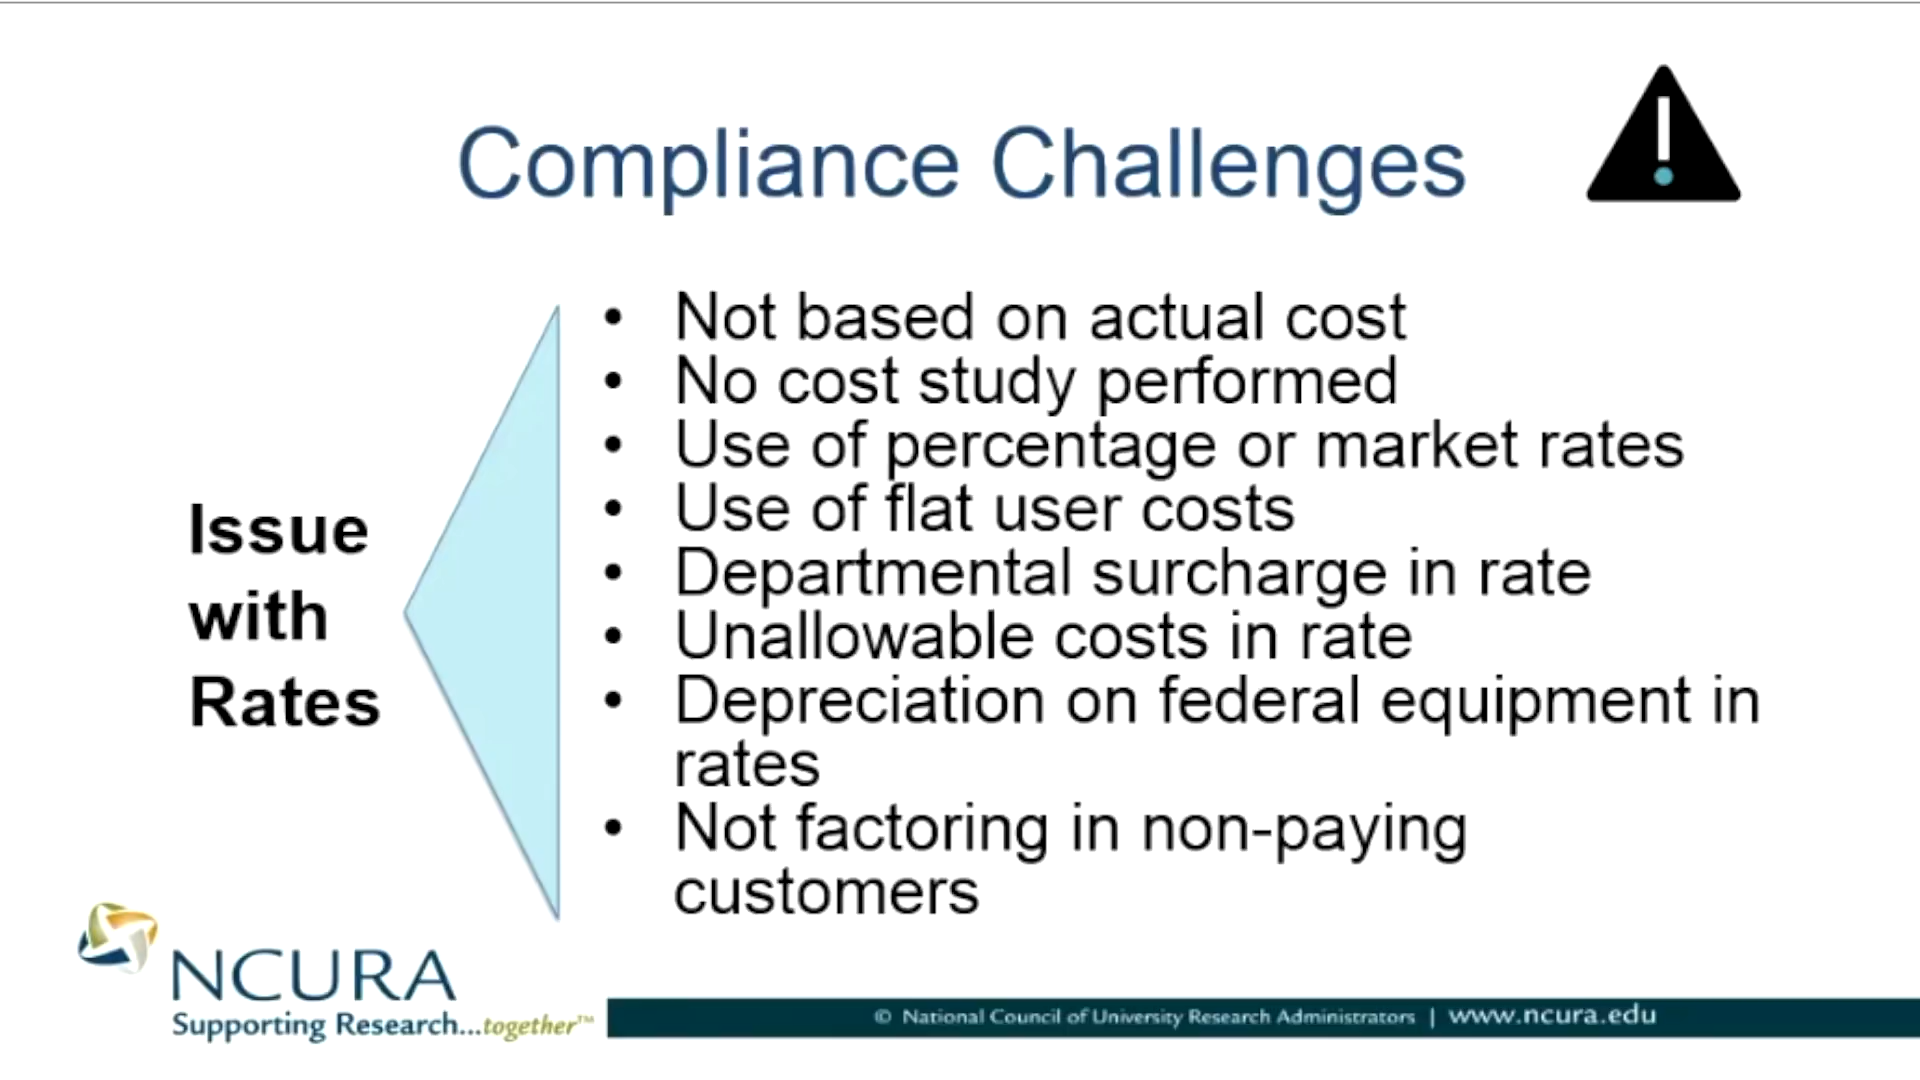 Compliance Challenges
Issue
with
Rates
• Not based on actual cost
• No cost study performed
• Use of percentage or market rates
• Use of flat user costs
• Departmental surcharge in rate
• Unallowable costs in rate
• Depreciation on federal equipment in
rates
• Not factoring in non-paying
customers
NCURA
Supporting Research...together™
© National Council of University Research Administrators | www.ncura.edu